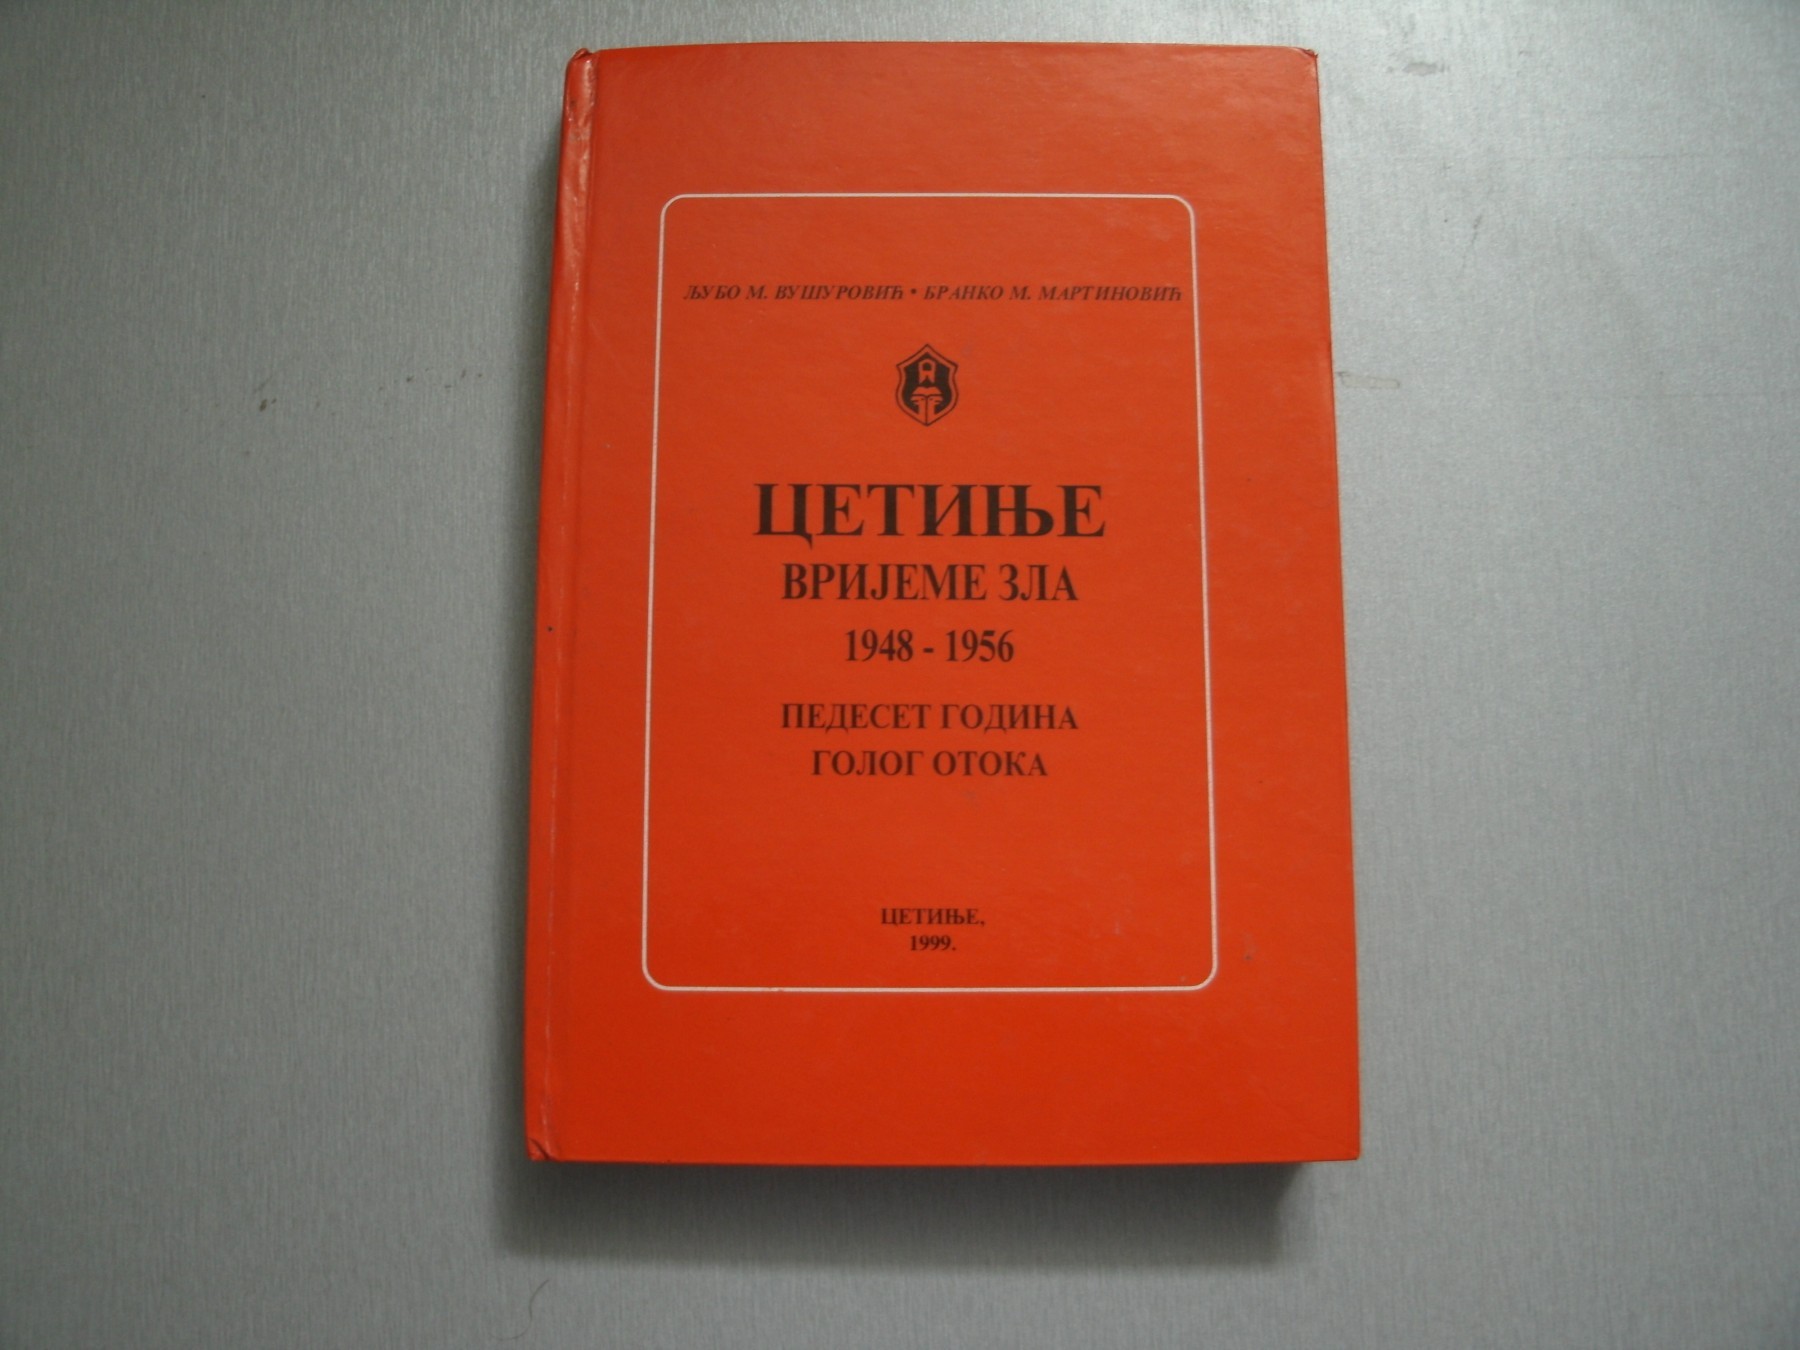 ЉУБО М. ВУШУРОВИЋ • БРАНКО М. МАРТИНОВИЋ
ЦЕТИЊЕ
ВРИЈЕМЕ ЗЛА
1948 - 1956
ПЕДЕСЕТ ГОДИНА
ГОЛОГ ОТОКА
ЦЕТИЊЕ,
1999.